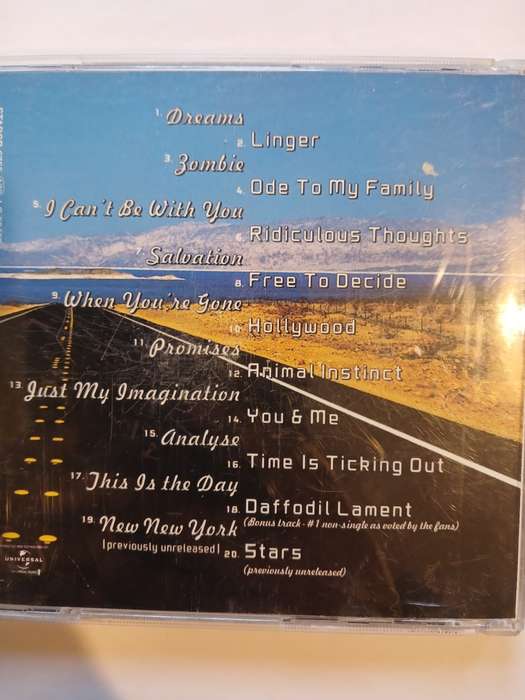 1. Dreams
2. Linger
3. Zombie
4. Ode To My Family
5. I Can't Be With You
6. Ridiculous Thoughts
7. Salvation
8. Free To Decide
9. When You're Gone
10. Hollywood
11. Promises
12. Animal Instinct
13. Just My Imagination
14. You & Me
15. Analyse
16. Time Is Ticking Out
17. This Is the Day
18. Daffodil Lament
(Bonus track - #1 non-single as voted by the fans)
19. New New York
[previously unreleased]
20. Stars
(previously unreleased)
UNIVERSAL